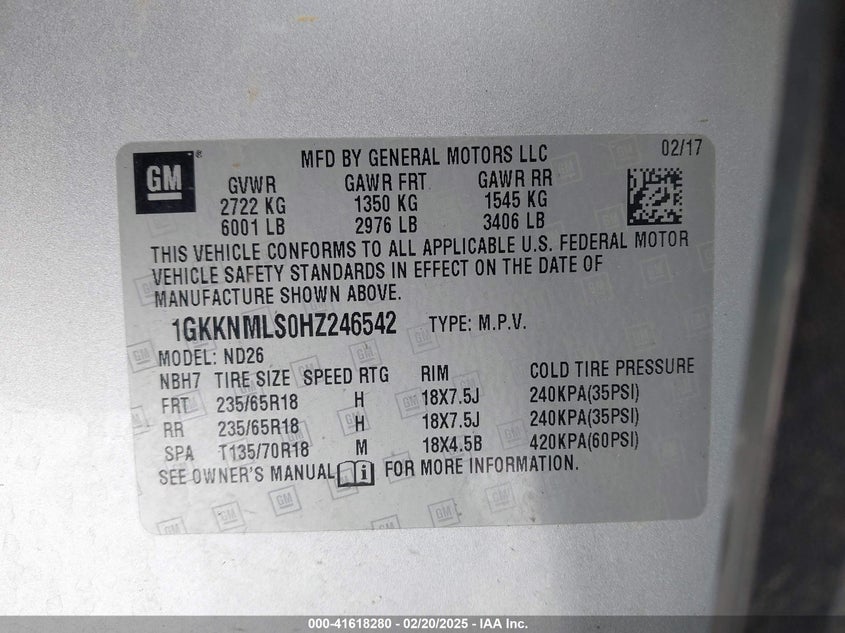 GM ® MFD BY GENERAL MOTORS LLC 02/17
GVWR GAWR FRT GAWR RR
2722 KG 1350 KG 1545 KG
6001 LB 2976 LB 3406 LB
THIS VEHICLE CONFORMS TO ALL APPLICABLE U.S. FEDERAL MOTOR
VEHICLE SAFETY STANDARDS IN EFFECT ON THE DATE OF
MANUFACTURE SHOWN ABOVE.
1GKKNMLS0HZ246542 TYPE: M.P.V.
MODEL: ND26
NBH7 TIRE SIZE SPEED RTG RIM COLD TIRE PRESSURE
FRT 235/65R18 H 18X7.5J 240KPA(35PSI)
RR 235/65R18 H 18X7.5J 240KPA(35PSI)
SPA T135/70R18 M 18X4.5B 420KPA(60PSI)
SEE OWNER'S MANUAL FOR MORE INFORMATION.
000-41618280 - 02/20/2025 - IAA Inc.